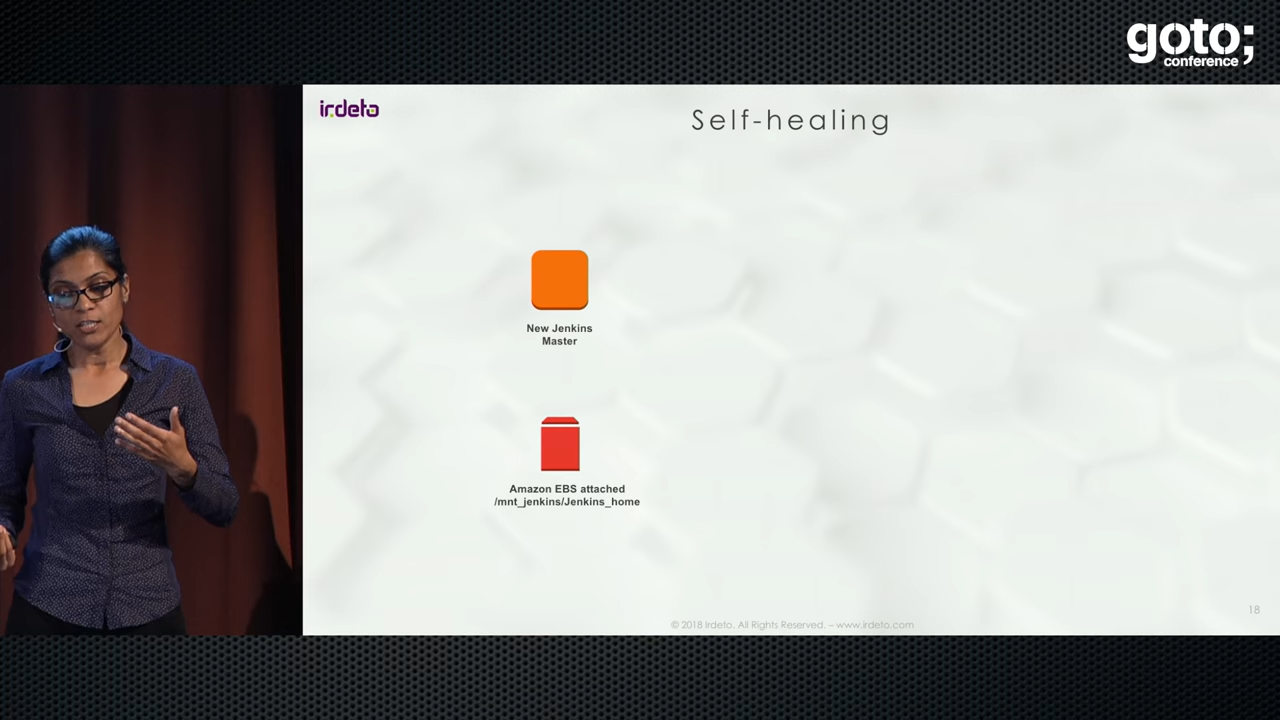 goto;
conference
irdeto
Self-healing
New Jenkins
Master
Amazon EBS attached
/mnt_jenkins/Jenkins_home
18
© 2018 Irdeto. All Rights Reserved. – www.irdeto.com